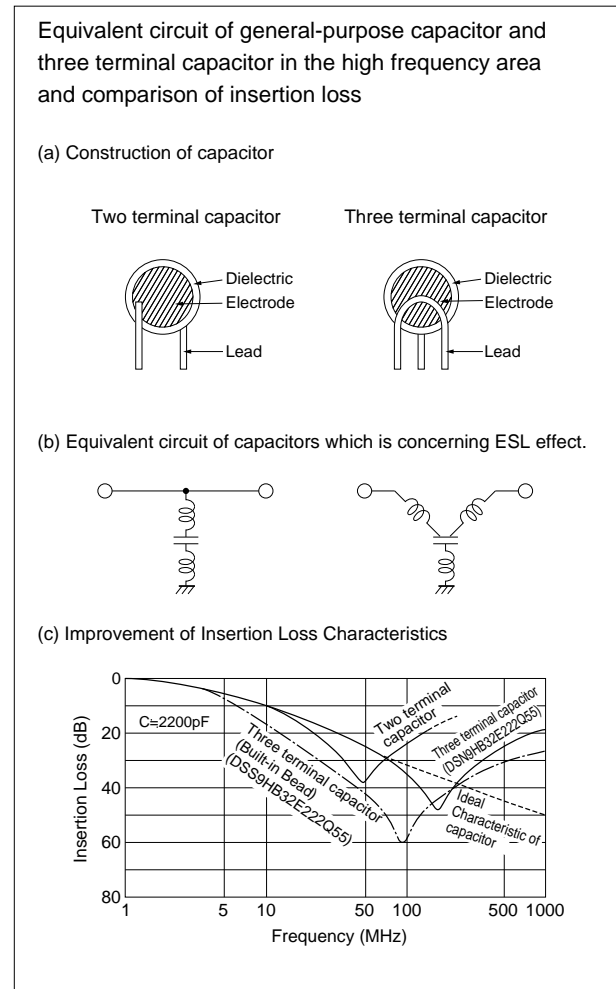 Equivalent circuit of general-purpose capacitor and
three terminal capacitor in the high frequency area
and comparison of insertion loss
(a) Construction of capacitor
Two terminal capacitor
Three terminal capacitor
Dielectric
Electrode
Lead
Dielectric
Electrode
Lead
(b) Equivalent circuit of capacitors which is concerning ESL effect.
(c) Improvement of Insertion Loss Characteristics
Insertion Loss (dB)
0
20
40
60
80
C≒2200pF
Two terminal
capacitor
Three terminal capacitor
(DSN9HB32E222Q55)
Three terminal capacitor
(Built-in Bead)
(DSS9HB32E222Q55)
Ideal
Characteristic of
capacitor
1
5
10
50
100
500
1000
Frequency (MHz)